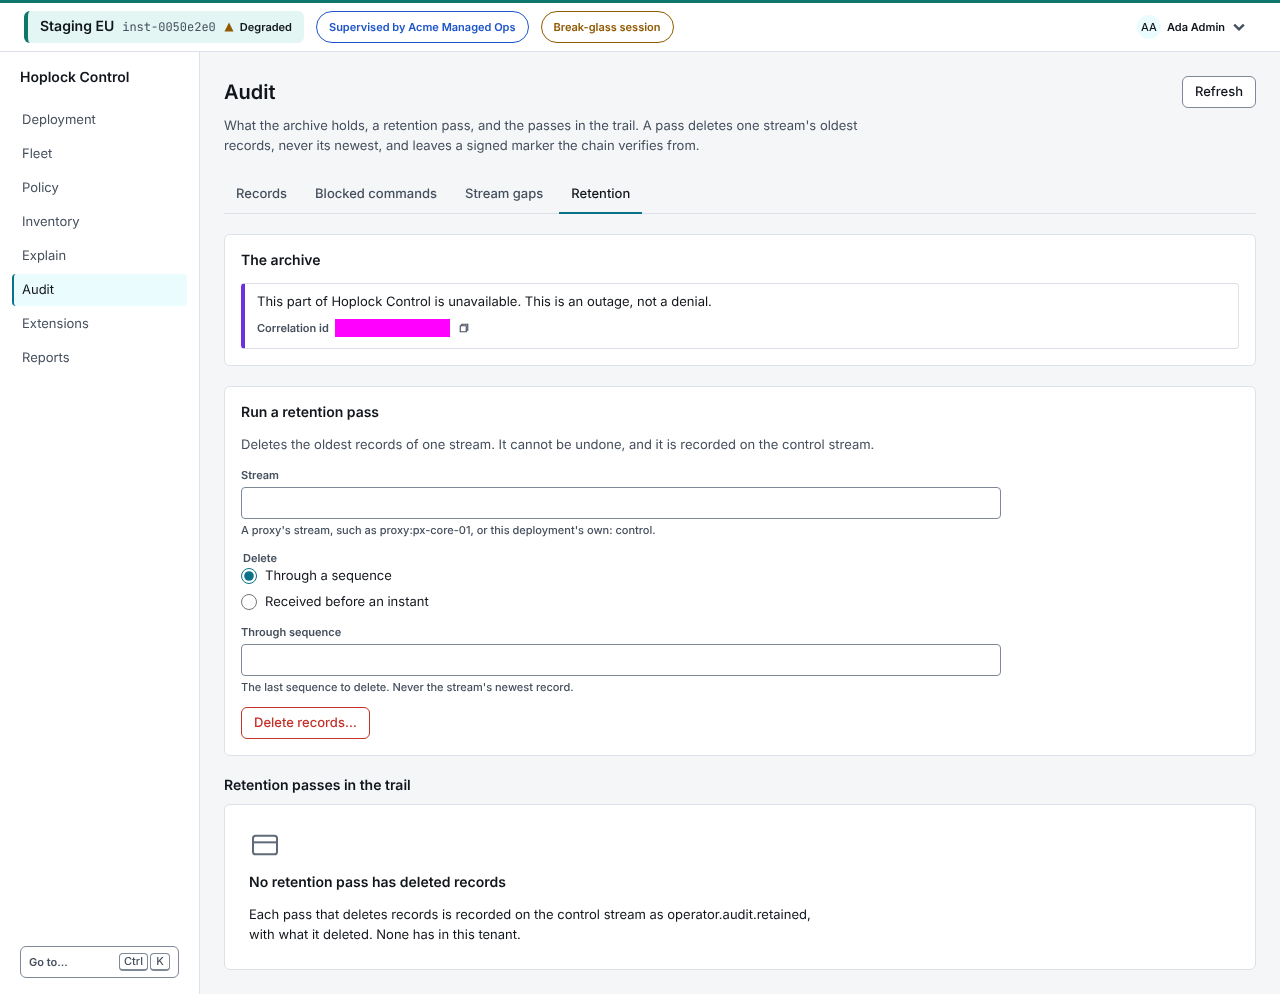 Staging EU inst-0050e2e0 Degraded
Supervised by Acme Managed Ops
Break-glass session
AA Ada Admin
Hoplock Control
Deployment
Fleet
Policy
Inventory
Explain
Audit
Extensions
Reports
Go to...
Ctrl K
Audit
Refresh
What the archive holds, a retention pass, and the passes in the trail. A pass deletes one stream's oldest
records, never its newest, and leaves a signed marker the chain verifies from.
Records
Blocked commands
Stream gaps
Retention
The archive
This part of Hoplock Control is unavailable. This is an outage, not a denial.
Correlation id
Run a retention pass
Deletes the oldest records of one stream. It cannot be undone, and it is recorded on the control stream.
Stream
A proxy's stream, such as proxy:px-core-01, or this deployment's own: control.
Delete
Through a sequence
Received before an instant
Through sequence
The last sequence to delete. Never the stream's newest record.
Delete records...
Retention passes in the trail
No retention pass has deleted records
Each pass that deletes records is recorded on the control stream as operator.audit.retained,
with what it deleted. None has in this tenant.